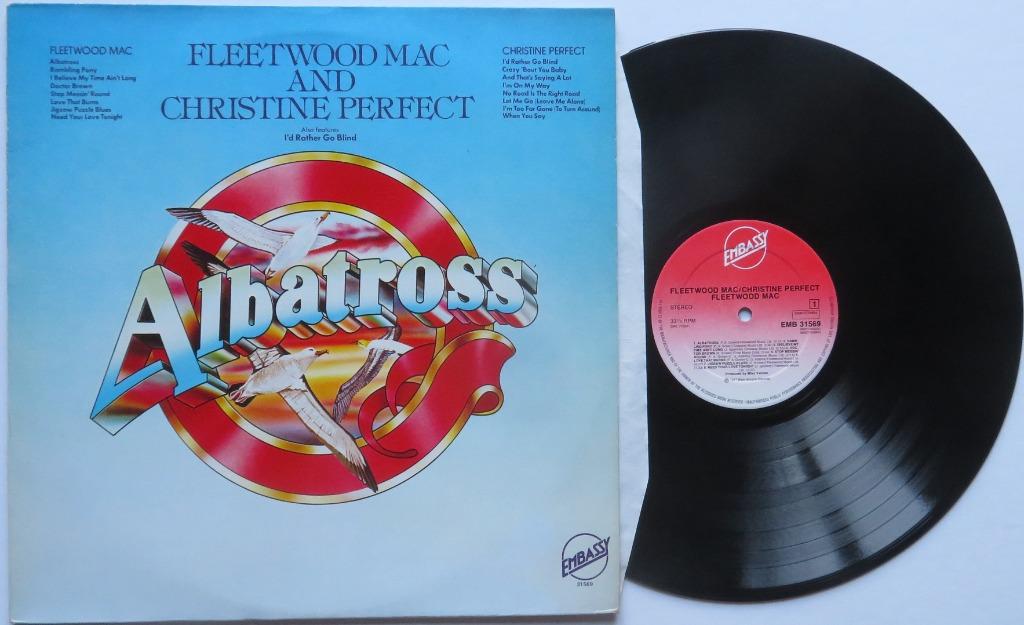 FLEETWOOD MAC
Albatross
Rambling Pony
I Believe My Time Ain't Long
Doctor Brown
Stop Messin' Round
Love That Burns
Jigsaw Puzzle Blues
Need Your Love Tonight
FLEETWOOD MAC
AND
CHRISTINE PERFECT
Also features
I'd Rather Go Blind
CHRISTINE PERFECT
I'd Rather Go Blind
Crazy 'Bout You Baby
And That's Saying A Lot
I'm On My Way
No Road Is The Right Road
Let Me Go (Leave Me Alone)
I'm Too Far Gone (To Turn Around)
When You Say
Albatross
EMBASSY
31569
EMBASSY
FLEETWOOD MAC/CHRISTINE PERFECT
FLEETWOOD MAC
STEREO
1
33⅓ RPM
EMB 31569